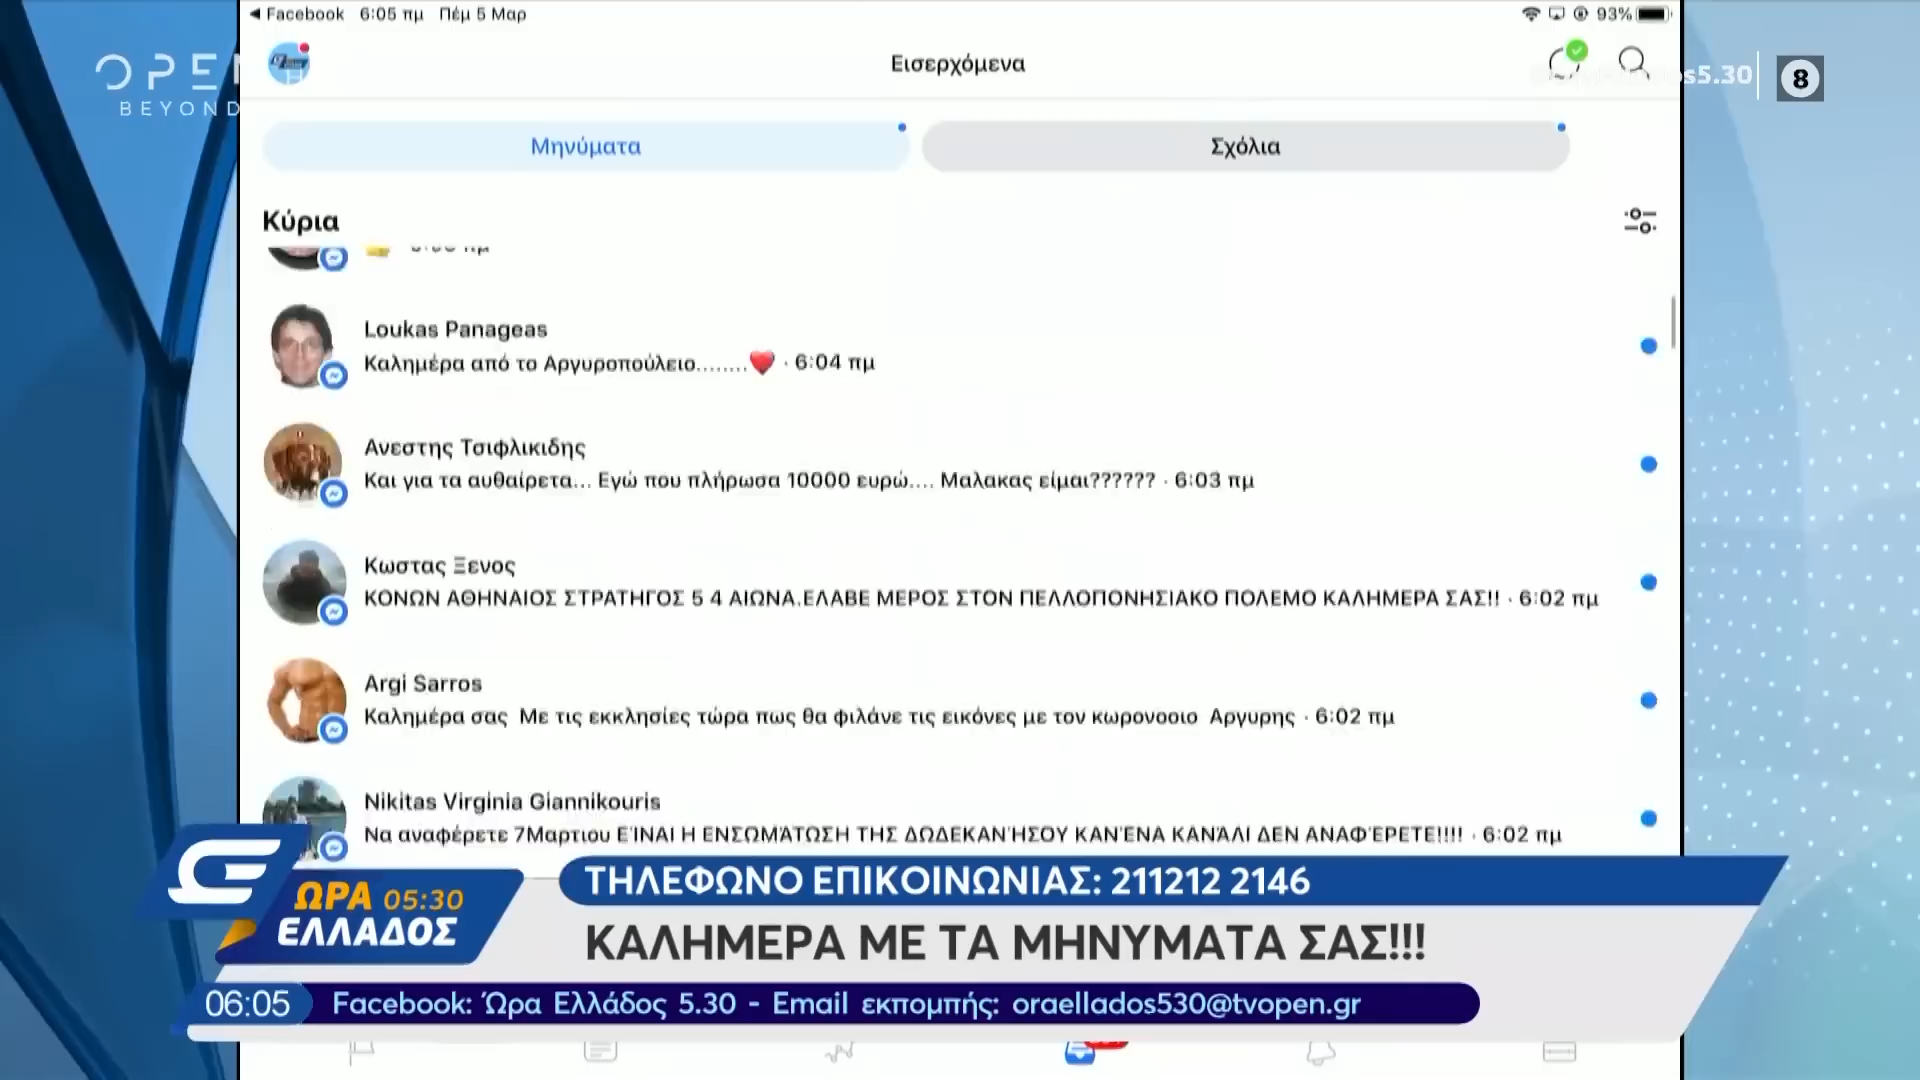 Facebook 6:05 πμ Πέμ 5 Μαρ
93%
OPEN
BEYOND
Εισερχόμενα
s5.30
8
Μηνύματα
Σχόλια
Κύρια
Loukas Panageas
Καλημέρα από το Αργυροπούλειο........❤️ · 6:04 πμ
Ανεστης Τσιφλικιδης
Και για τα αυθαίρετα... Εγώ που πλήρωσα 10000 ευρώ.... Μαλακας είμαι?????? · 6:03 πμ
Κωστας Ξενος
ΚΟΝΩΝ ΑΘΗΝΑΙΟΣ ΣΤΡΑΤΗΓΟΣ 5 4 ΑΙΩΝΑ.ΕΛΑΒΕ ΜΕΡΟΣ ΣΤΟΝ ΠΕΛΛΟΠΟΝΗΣΙΑΚΟ ΠΟΛΕΜΟ ΚΑΛΗΜΕΡΑ ΣΑΣ!! · 6:02 πμ
Argi Sarros
Καλημέρα σας Με τις εκκλησίες τώρα πως θα φιλάνε τις εικόνες με τον κωρονοοιο Αργυρης · 6:02 πμ
Nikitas Virginia Giannikouris
Να αναφέρετε 7Μαρτιου ΕΊΝΑΙ Η ΕΝΣΩΜΆΤΩΣΗ ΤΗΣ ΔΩΔΕΚΑΝΉΣΟΥ ΚΑΝΈΝΑ ΚΑΝΆΛΙ ΔΕΝ ΑΝΑΦΈΡΕΤΕ!!!! · 6:02 πμ
ΤΗΛΕΦΩΝΟ ΕΠΙΚΟΙΝΩΝΙΑΣ: 211212 2146
ΩΡΑ 05:30
ΕΛΛΑΔΟΣ
ΚΑΛΗΜΕΡΑ ΜΕ ΤΑ ΜΗΝΥΜΑΤΑ ΣΑΣ!!!
06:05
Facebook: Ώρα Ελλάδος 5.30 - Email εκπομπής: oraellados530@tvopen.gr